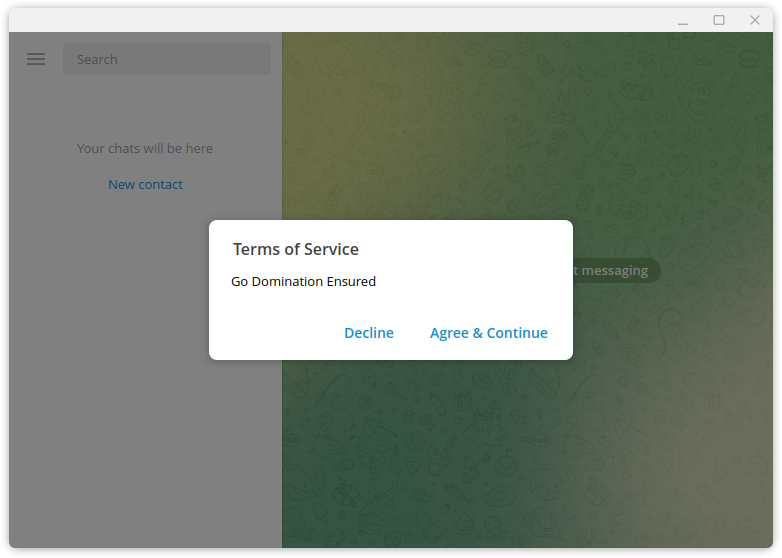 Search
Your chats will be here
New contact
Terms of Service
Go Domination Ensured
messaging
Decline
Agree & Continue